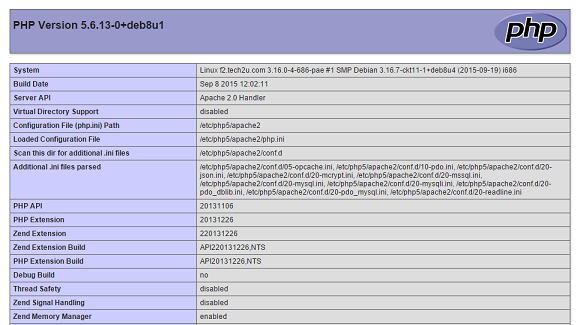 PHP Version 5.6.13-0+deb8u1
php
System Linux f2.tech2u.com 3.16.0-4-686-pae #1 SMP Debian 3.16.7-ckt11-1+deb8u4 (2015-09-19) i686
Build Date Sep 8 2015 12:02:11
Server API Apache 2.0 Handler
Virtual Directory Support disabled
Configuration File (php.ini) Path /etc/php5/apache2
Loaded Configuration File /etc/php5/apache2/php.ini
Scan this dir for additional .ini files /etc/php5/apache2/conf.d
Additional .ini files parsed /etc/php5/apache2/conf.d/05-opcache.ini, /etc/php5/apache2/conf.d/10-pdo.ini, /etc/php5/apache2/conf.d/20-
json.ini, /etc/php5/apache2/conf.d/20-mcrypt.ini, /etc/php5/apache2/conf.d/20-mssql.ini,
/etc/php5/apache2/conf.d/20-mysql.ini, /etc/php5/apache2/conf.d/20-mysqli.ini, /etc/php5/apache2/conf.d/20-
pdo_dblib.ini, /etc/php5/apache2/conf.d/20-pdo_mysql.ini, /etc/php5/apache2/conf.d/20-readline.ini
PHP API 20131106
PHP Extension 20131226
Zend Extension 220131226
Zend Extension Build API220131226,NTS
PHP Extension Build API20131226,NTS
Debug Build no
Thread Safety disabled
Zend Signal Handling disabled
Zend Memory Manager enabled